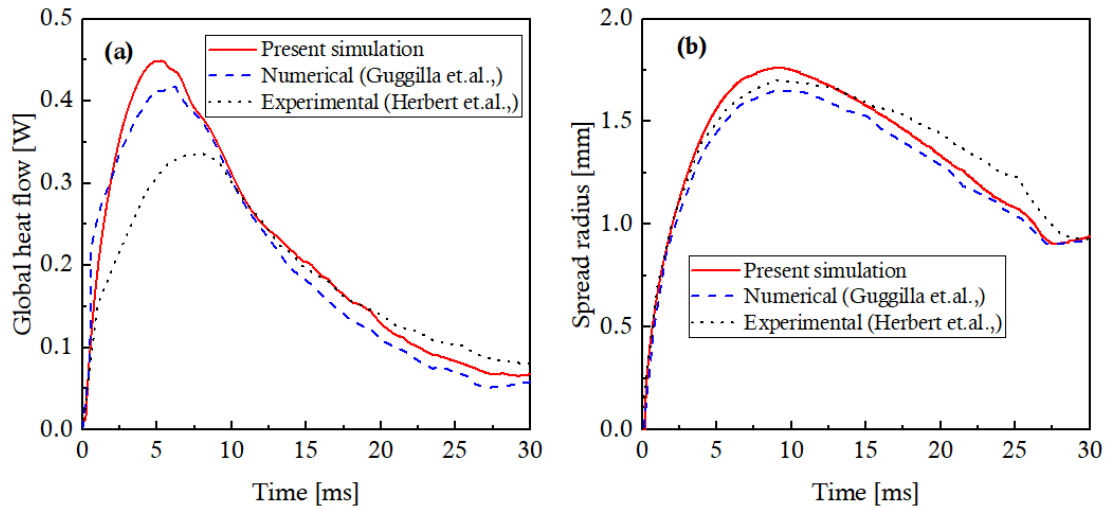 (a)
Present simulation
Numerical (Guggilla et.al.,)
Experimental (Herbert et.al.,)
Global heat flow [W]
0.5
0.4
0.3
0.2
0.1
0.0
0 5 10 15 20 25 30
Time [ms]
(b)
Present simulation
Numerical (Guggilla et.al.,)
Experimental (Herbert et.al.,)
Spread radius [mm]
2.0
1.5
1.0
0.5
0.0
0 5 10 15 20 25 30
Time [ms]